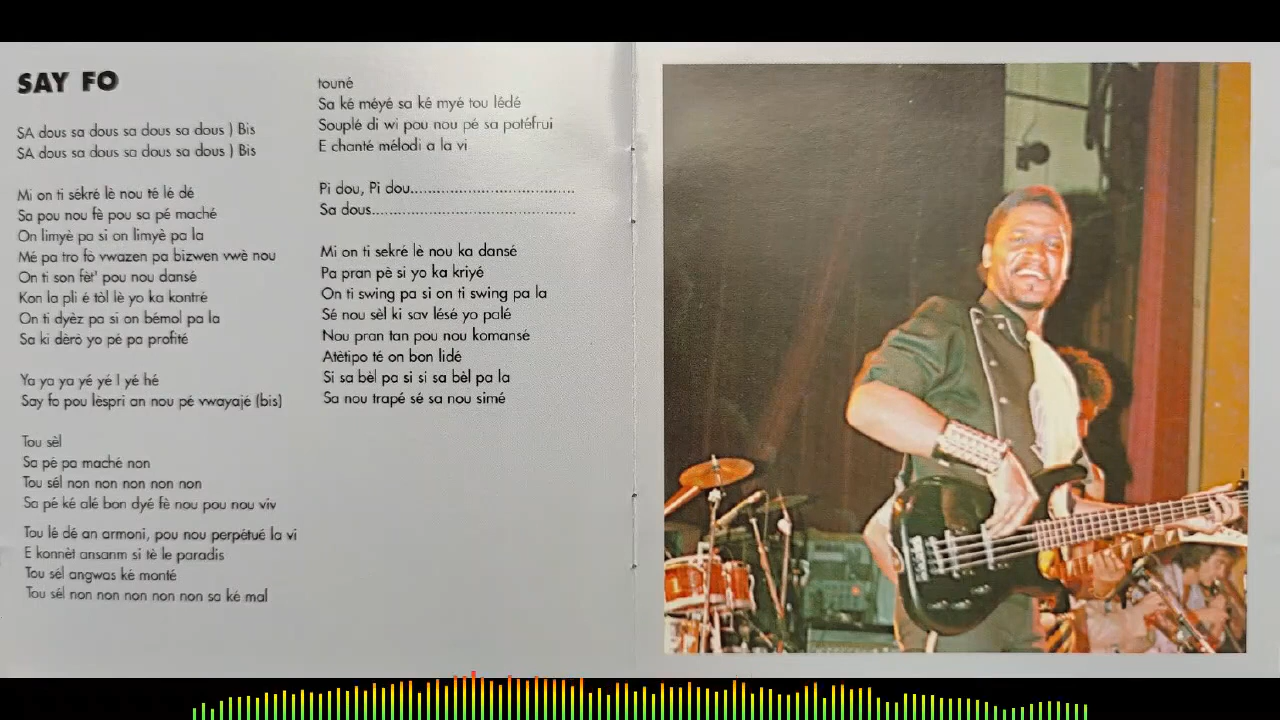 SAY FO
SA dous sa dous sa dous sa dous ) Bis
SA dous sa dous sa dous sa dous ) Bis
Mi on ti sékré lè nou té lé dé
Sa pou nou fè pou sa pé maché
On limyè pa si on limyè pa la
Mé pa tro fò vwazen pa bizwen vwè nou
On ti son fèt' pou nou dansé
Kon la pli é tòl lè yo ka kontré
On ti dyèz pa si on bémol pa la
Sa ki dèrò yo pé pa profité
Ya ya ya yé yé I yé hé
Say fo pou lèspri an nou pé vwayajé (bis)
Tou sèl
Sa pé pa maché non
Tou sél non non non non non
Sa pé ké alé bon dyé fè nou pou nou viv
Tou lé dé an armoni, pou nou perpétué la vi
E konnèt ansanm si tè le paradis
Tou sél angwas ké monté
Tou sél non non non non non sa ké mal
touné
Sa ké méyé sa ké myé tou lédé
Souplé di wi pou nou pé sa potéfrui
E chanté mélodi a la vi
Pi dou, Pi dou....................................
Sa dous............................................
Mi on ti sekré lè nou ka dansé
Pa pran pè si yo ka kriyé
On ti swing pa si on ti swing pa la
Sé nou sèl ki sav lésé yo palé
Nou pran tan pou nou komansé
Atètipo té on bon lidé
Si sa bèl pa si si sa bèl pa la
Sa nou trapé sé sa nou simé